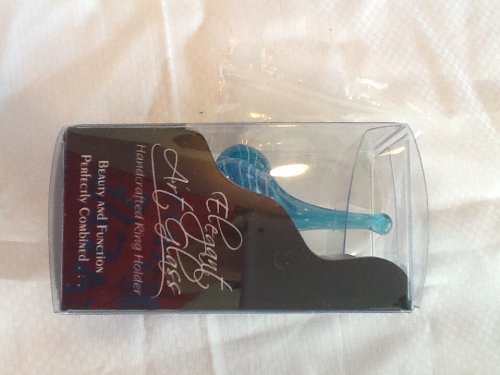 Elegant
Art Glass
Handcrafted Ring Holder
BEAUTY AND FUNCTION
PERFECTLY COMBINED...